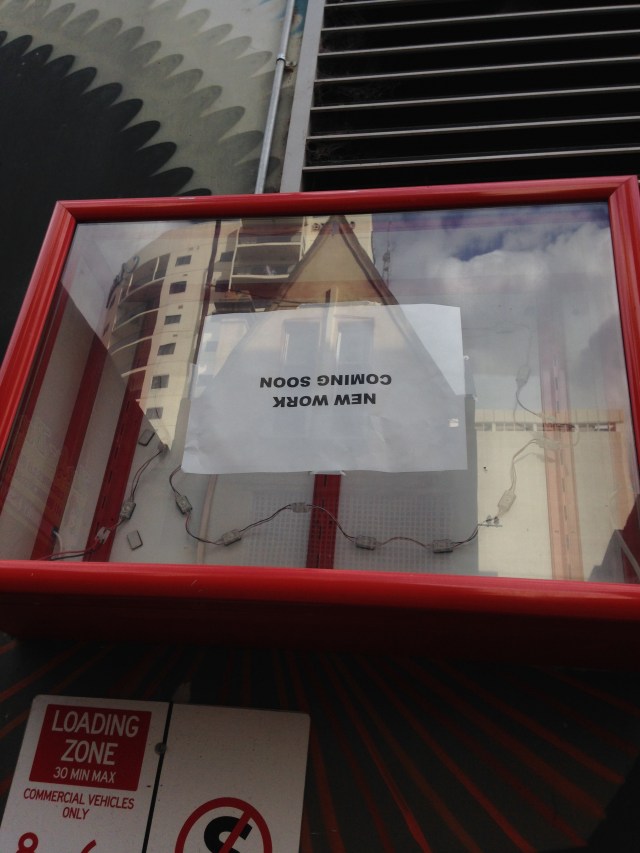 NEW WORK
COMING SOON
LOADING
ZONE
30 MIN MAX
COMMERCIAL VEHICLES
ONLY
S